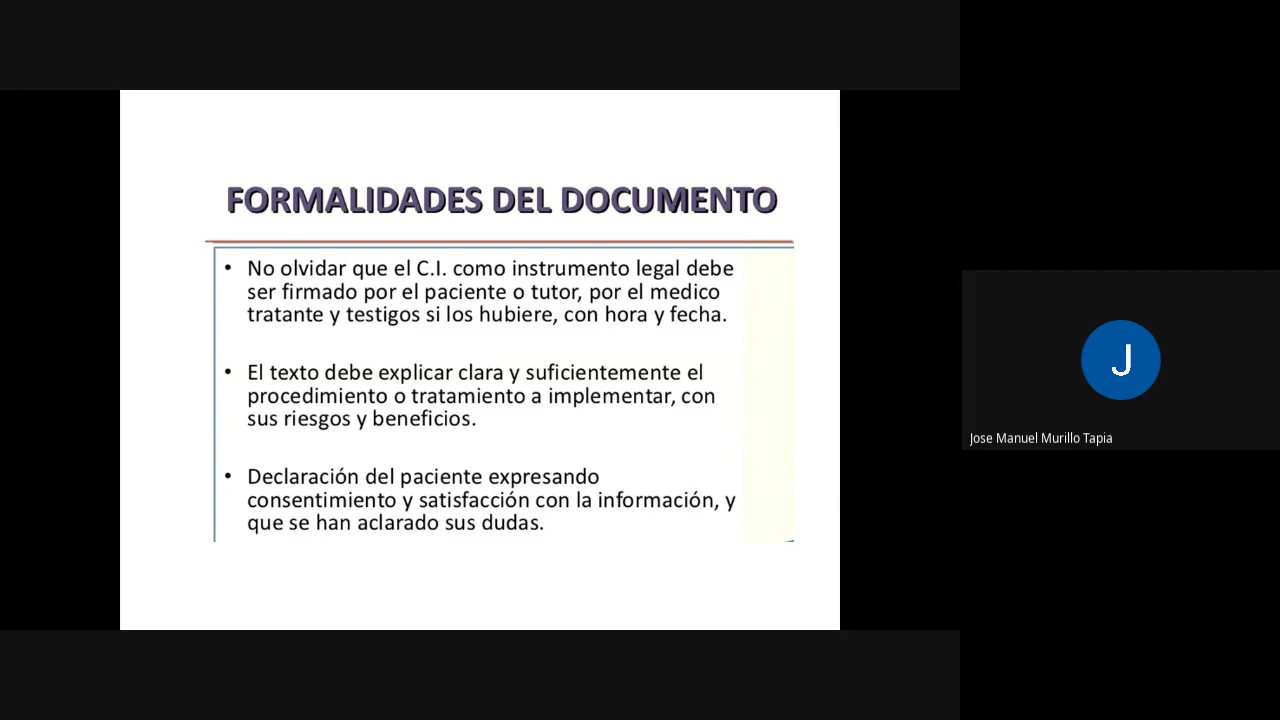 FORMALIDADES DEL DOCUMENTO
• No olvidar que el C.I. como instrumento legal debe
ser firmado por el paciente o tutor, por el medico
tratante y testigos si los hubiere, con hora y fecha.
• El texto debe explicar clara y suficientemente el
procedimiento o tratamiento a implementar, con
sus riesgos y beneficios.
• Declaración del paciente expresando
consentimiento y satisfacción con la información, y
que se han aclarado sus dudas.
J
Jose Manuel Murillo Tapia